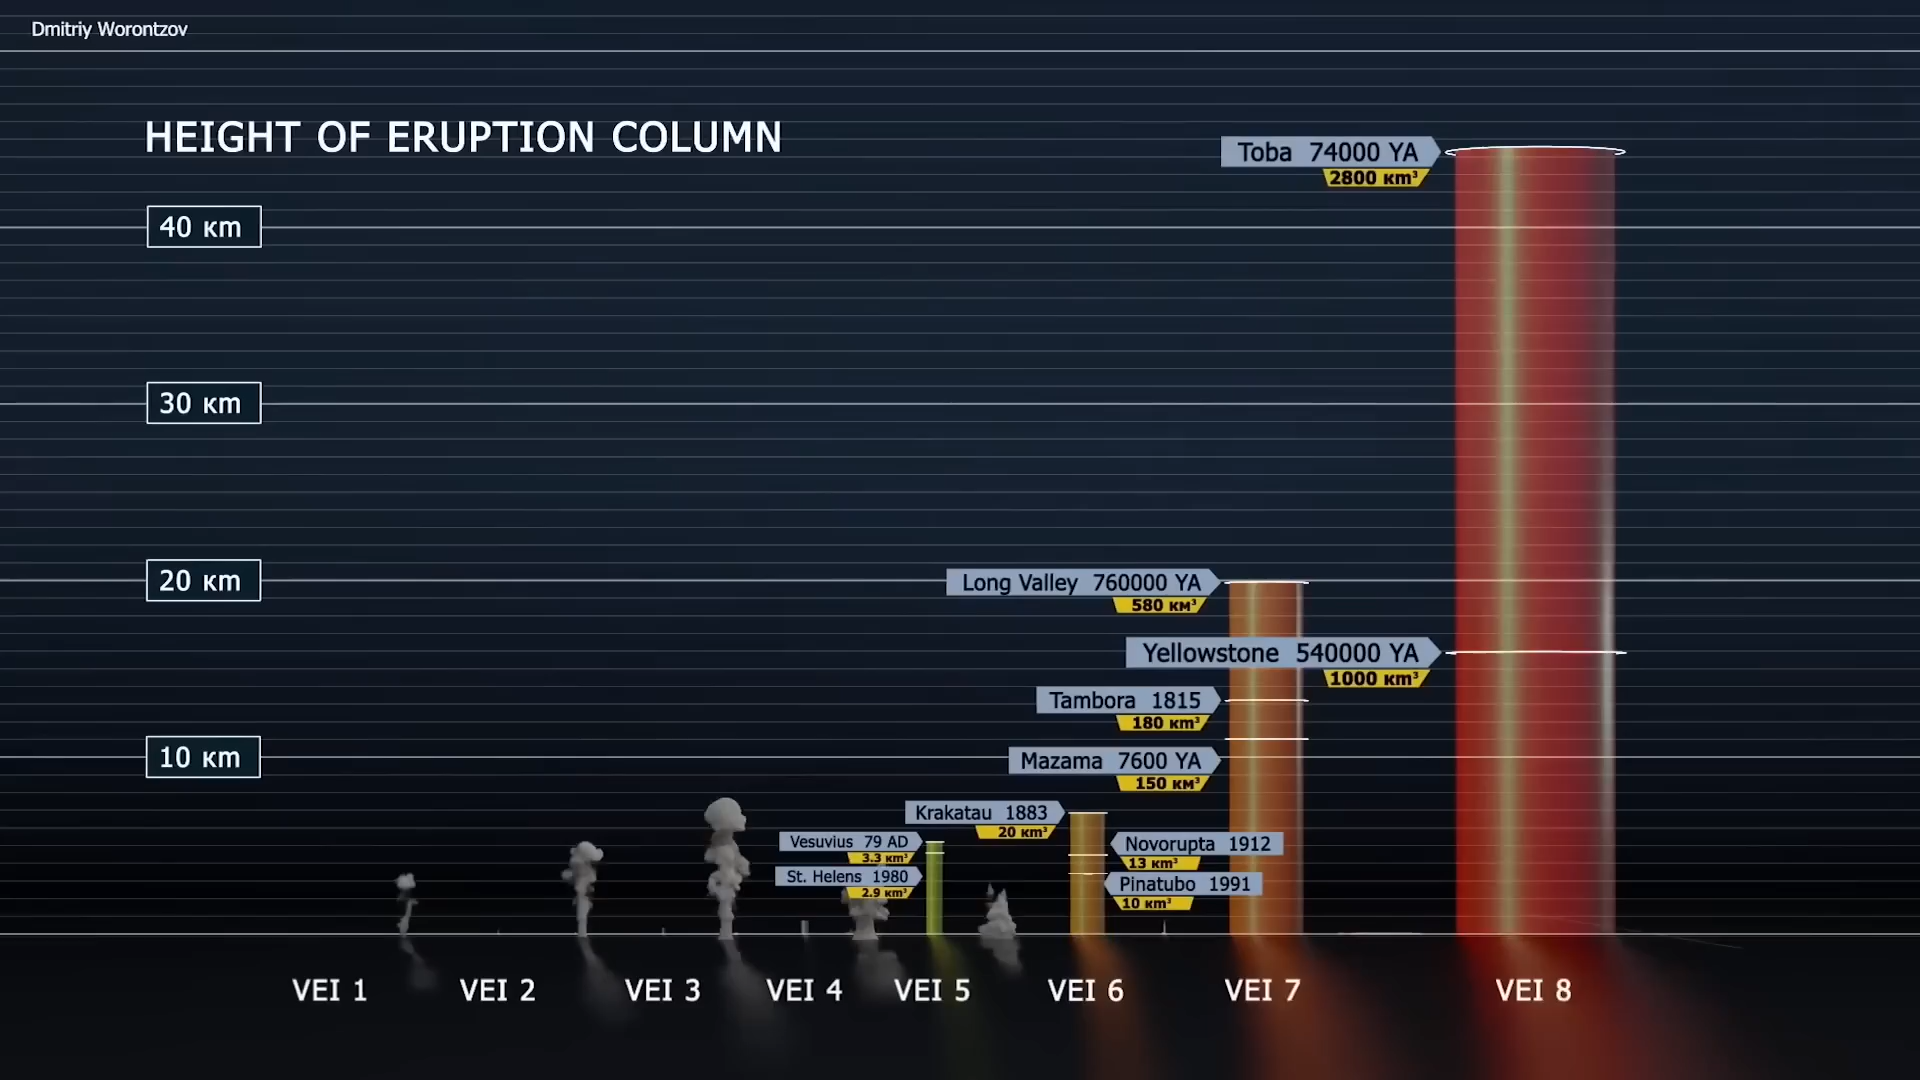 Dmitriy Worontzov
HEIGHT OF ERUPTION COLUMN
Toba 74000 YA
2800 км³
40 км
30 км
20 км
Long Valley 760000 YA
580 км³
Yellowstone 540000 YA
1000 км³
Tambora 1815
180 км³
10 км
Mazama 7600 YA
150 км³
Krakatau 1883
20 км³
Vesuvius 79 AD
3.3 км³
Novorupta 1912
13 км³
St. Helens 1980
2.9 км³
Pinatubo 1991
10 км³
VEI 1
VEI 2
VEI 3
VEI 4
VEI 5
VEI 6
VEI 7
VEI 8